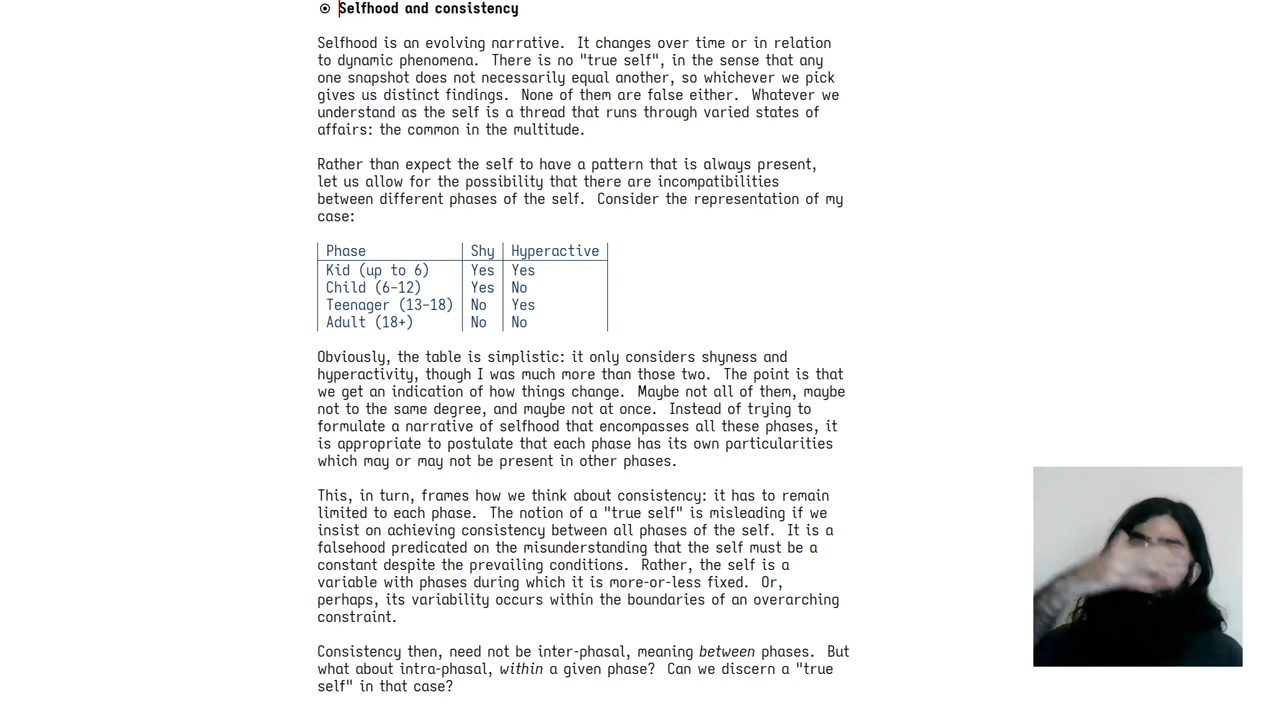 Selfhood and consistency
Selfhood is an evolving narrative. It changes over time or in relation
to dynamic phenomena. There is no "true self", in the sense that any
one snapshot does not necessarily equal another, so whichever we pick
gives us distinct findings. None of them are false either. Whatever we
understand as the self is a thread that runs through varied states of
affairs: the common in the multitude.
Rather than expect the self to have a pattern that is always present,
let us allow for the possibility that there are incompatibilities
between different phases of the self. Consider the representation of my
case:
Phase Shy Hyperactive
Kid (up to 6) Yes Yes
Child (6-12) Yes No
Teenager (13-18) No Yes
Adult (18+) No No
Obviously, the table is simplistic: it only considers shyness and
hyperactivity, though I was much more than those two. The point is that
we get an indication of how things change. Maybe not all of them, maybe
not to the same degree, and maybe not at once. Instead of trying to
formulate a narrative of selfhood that encompasses all these phases, it
is appropriate to postulate that each phase has its own particularities
which may or may not be present in other phases.
This, in turn, frames how we think about consistency: it has to remain
limited to each phase. The notion of a "true self" is misleading if we
insist on achieving consistency between all phases of the self. It is a
falsehood predicated on the misunderstanding that the self must be a
constant despite the prevailing conditions. Rather, the self is a
variable with phases during which it is more-or-less fixed. Or,
perhaps, its variability occurs within the boundaries of an overarching
constraint.
Consistency then, need not be inter-phasal, meaning between phases. But
what about intra-phasal, within a given phase? Can we discern a "true
self" in that case?